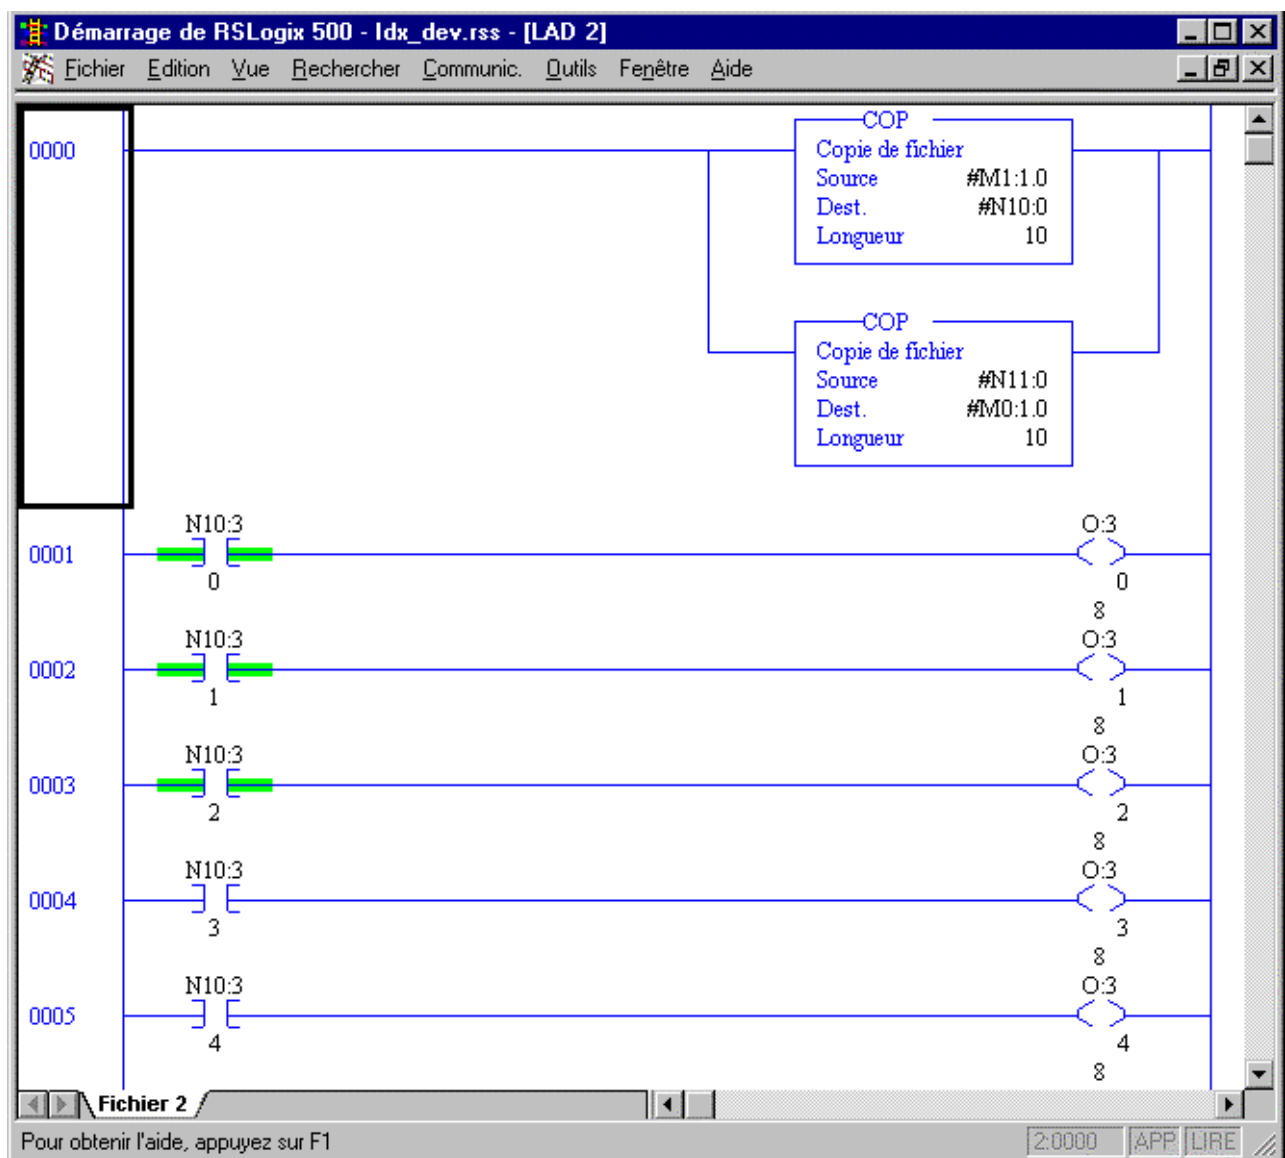 Démarrage de RSLogix 500 - Idx_dev.rss - [LAD 2]
Fichier Edition Vue Rechercher Communic. Outils Fenêtre Aide
0000
COP
Copie de fichier
Source #M1:1.0
Dest. #N10:0
Longueur 10
COP
Copie de fichier
Source #N11:0
Dest. #M0:1.0
Longueur 10
N10:3 O:3
0001
0 0
8
N10:3 O:3
0002
1 1
8
N10:3 O:3
0003
2 2
8
N10:3 O:3
0004
3 3
8
N10:3 O:3
0005
4 4
8
Fichier 2
Pour obtenir l'aide, appuyez sur F1 2:0000 APP LIRE